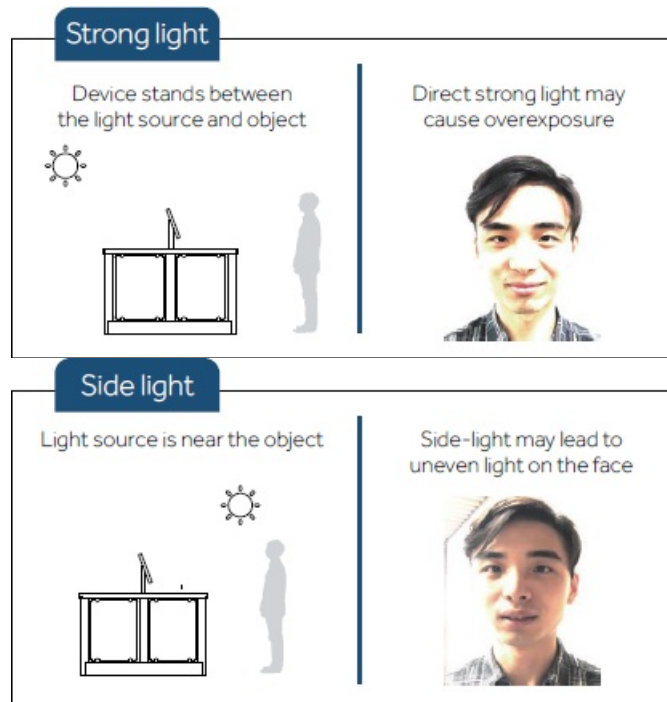 Strong light
Device stands between
the light source and object
Direct strong light may
cause overexposure
Side light
Light source is near the object
Side-light may lead to
uneven light on the face